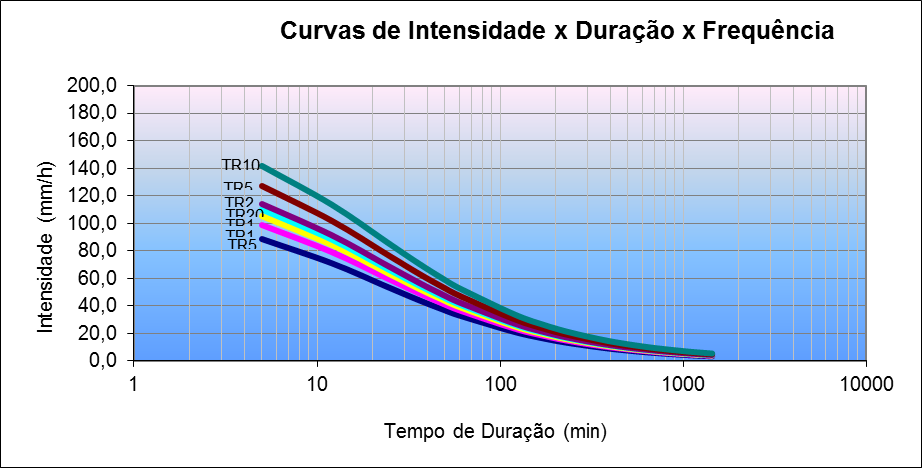 Curvas de Intensidade x Duração x Frequência
Intensidade (mm/h)
200,0
180,0
160,0
140,0
120,0
100,0
80,0
60,0
40,0
20,0
0,0
TR10
TR5
TR2
TR20
TR1
TR1
TR5
1
10
100
1000
10000
Tempo de Duração (min)